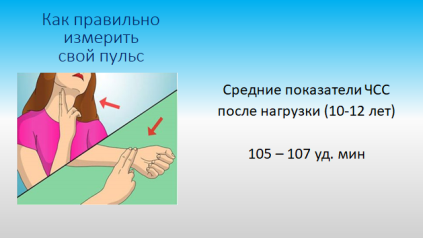 Как правильно
измерить
свой пульс
Средние показатели ЧСС
после нагрузки (10-12 лет)
105 – 107 уд. мин